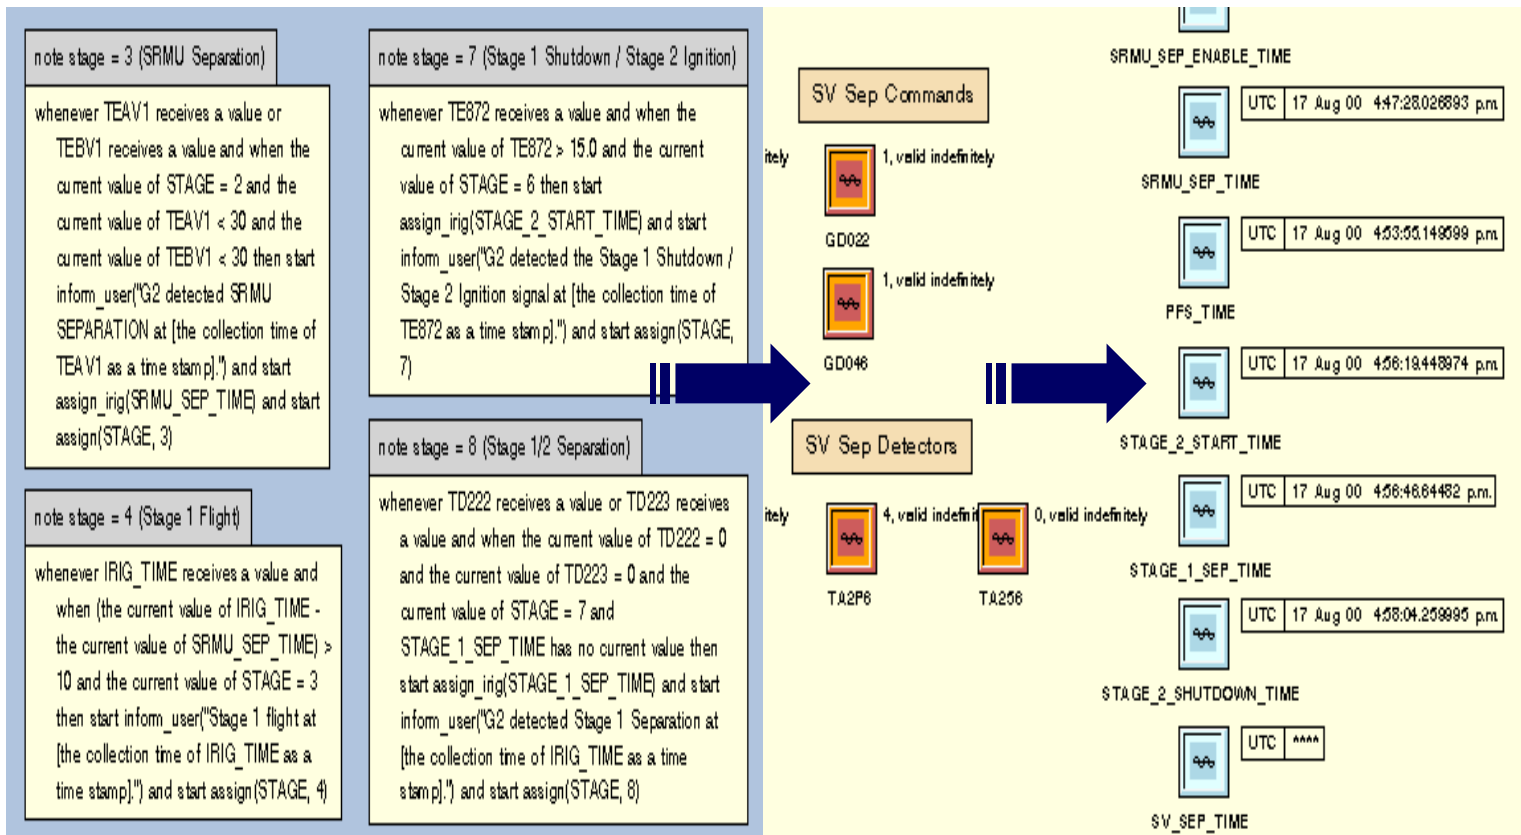 note stage = 3 (SRMU Separation)
whenever TEAV1 receives a value or
TEBV1 receives a value and when the
current value of STAGE = 2 and the
current value of TEAV1 < 30 and the
current value of TEBV1 < 30 then start
inform_user("G2 detected SRMU
SEPARATION at [the collection time of
TEAV1 as a time stamp].") and start
assign_irig(SRMU_SEP_TIME) and start
assign(STAGE, 3)
note stage = 4 (Stage 1 Flight)
whenever IRIG_TIME receives a value and
when (the current value of IRIG_TIME -
the current value of SRMU_SEP_TIME) >
10 and the current value of STAGE = 3
then start inform_user("Stage 1 flight at
[the collection time of IRIG_TIME as a
time stamp].") and start assign(STAGE, 4)
note stage = 7 (Stage 1 Shutdown / Stage 2 Ignition)
whenever TE872 receives a value and when the
current value of TE872 > 15.0 and the current
value of STAGE = 6 then start
assign_irig(STAGE_2_START_TIME) and start
inform_user("G2 detected the Stage 1 Shutdown /
Stage 2 Ignition signal at [the collection time of
TE872 as a time stamp].") and start assign(STAGE,
7)
note stage = 8 (Stage 1/2 Separation)
whenever TD222 receives a value or TD223 receives
a value and when the current value of TD222 = 0
and the current value of TD223 = 0 and the
current value of STAGE = 7 and
STAGE_1_SEP_TIME has no current value then
start assign_irig(STAGE_1_SEP_TIME) and start
inform_user("G2 detected Stage 1 Separation at
[the collection time of IRIG_TIME as a time
stamp].") and start assign(STAGE, 8)
SV Sep Commands
itely
1, valid indefinitely
GD022
1, valid indefinitely
GD046
SV Sep Detectors
itely
4, valid indefinit
0, valid indefinitely
TA2P6
TA256
SRMU_SEP_ENABLE_TIME
UTC 17 Aug 00 4:47:28.026893 p.m.
SRMU_SEP_TIME
UTC 17 Aug 00 4:53:55.149599 p.m.
PFS_TIME
UTC 17 Aug 00 4:56:19.448974 p.m.
STAGE_2_START_TIME
UTC 17 Aug 00 4:56:46.64482 p.m.
STAGE_1_SEP_TIME
UTC 17 Aug 00 4:58:04.259995 p.m.
STAGE_2_SHUTDOWN_TIME
UTC ****
SV_SEP_TIME